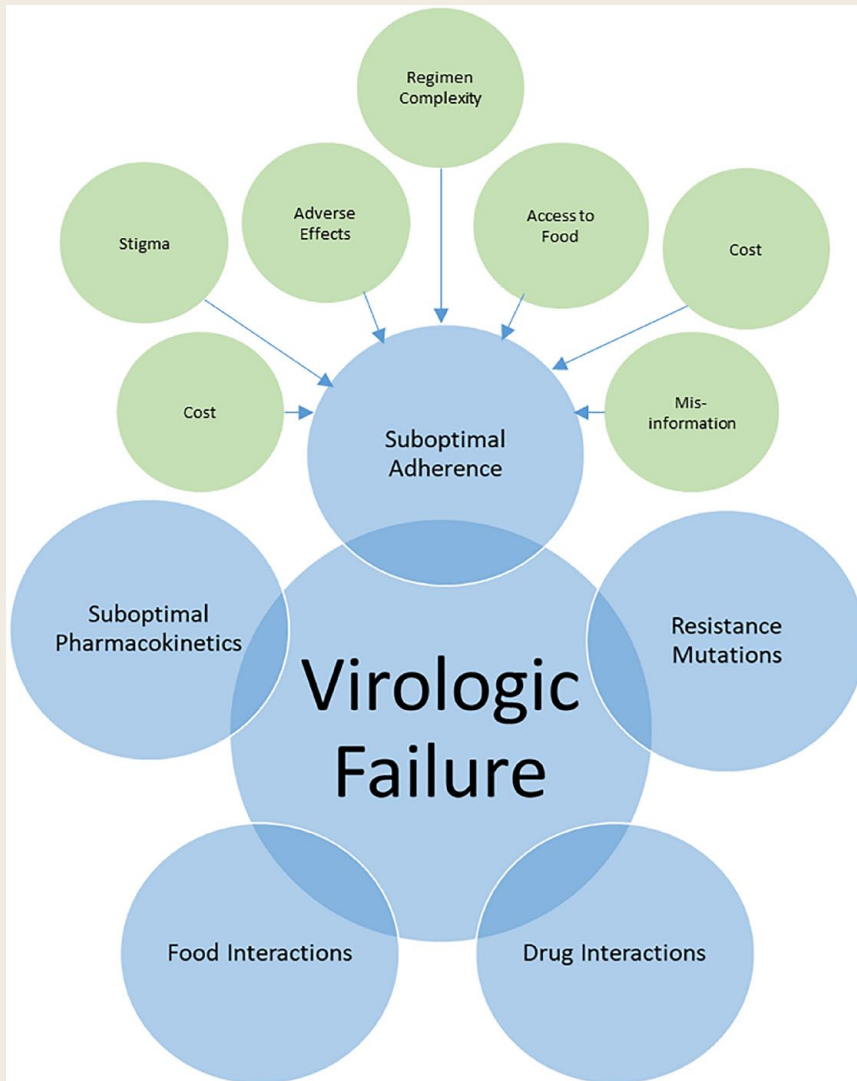 Regimen
Complexity
Adverse
Effects
Access to
Food
Stigma
Cost
Cost
Mis-
information
Suboptimal
Adherence
Suboptimal
Pharmacokinetics
Resistance
Mutations
Virologic
Failure
Food Interactions
Drug Interactions